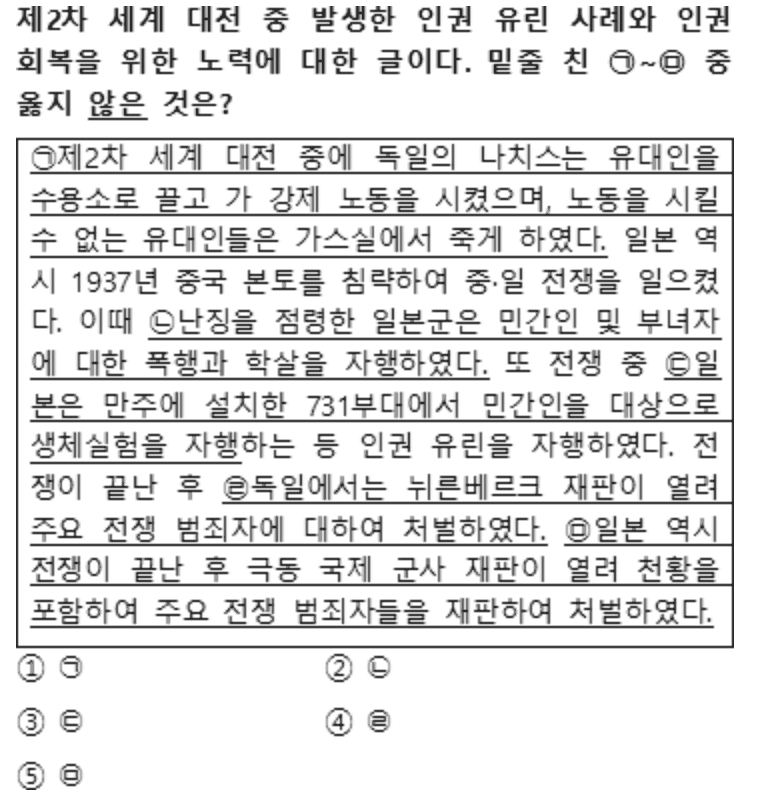 제2차 세계 대전 중 발생한 인권 유린 사례와 인권
회복을 위한 노력에 대한 글이다. 밑줄 친 ㉠~㉤ 중
옳지 않은 것은?
㉠제2차 세계 대전 중에 독일의 나치스는 유대인을
수용소로 끌고 가 강제 노동을 시켰으며, 노동을 시킬
수 없는 유대인들은 가스실에서 죽게 하였다. 일본 역
시 1937년 중국 본토를 침략하여 중·일 전쟁을 일으켰
다. 이때 ㉡난징을 점령한 일본군은 민간인 및 부녀자
에 대한 폭행과 학살을 자행하였다. 또 전쟁 중 ㉢일
본은 만주에 설치한 731부대에서 민간인을 대상으로
생체실험을 자행하는 등 인권 유린을 자행하였다. 전
쟁이 끝난 후 ㉣독일에서는 뉘른베르크 재판이 열려
주요 전쟁 범죄자에 대하여 처벌하였다. ㉤일본 역시
전쟁이 끝난 후 극동 국제 군사 재판이 열려 천황을
포함하여 주요 전쟁 범죄자들을 재판하여 처벌하였다.
① ㉠ ② ㉡
③ ㉢ ④ ㉣
⑤ ㉤